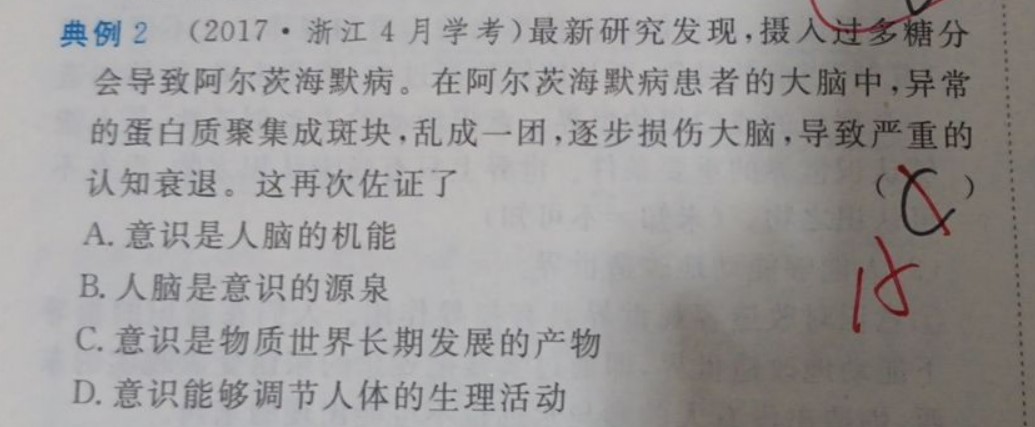 典例2 (2017·浙江4月学考)最新研究发现,摄入过多糖分
会导致阿尔茨海默病。在阿尔茨海默病患者的大脑中,异常
的蛋白质聚集成斑块,乱成一团,逐步损伤大脑,导致严重的
认知衰退。这再次佐证了 (C)
A. 意识是人脑的机能
B. 人脑是意识的源泉
C. 意识是物质世界长期发展的产物
D. 意识能够调节人体的生理活动